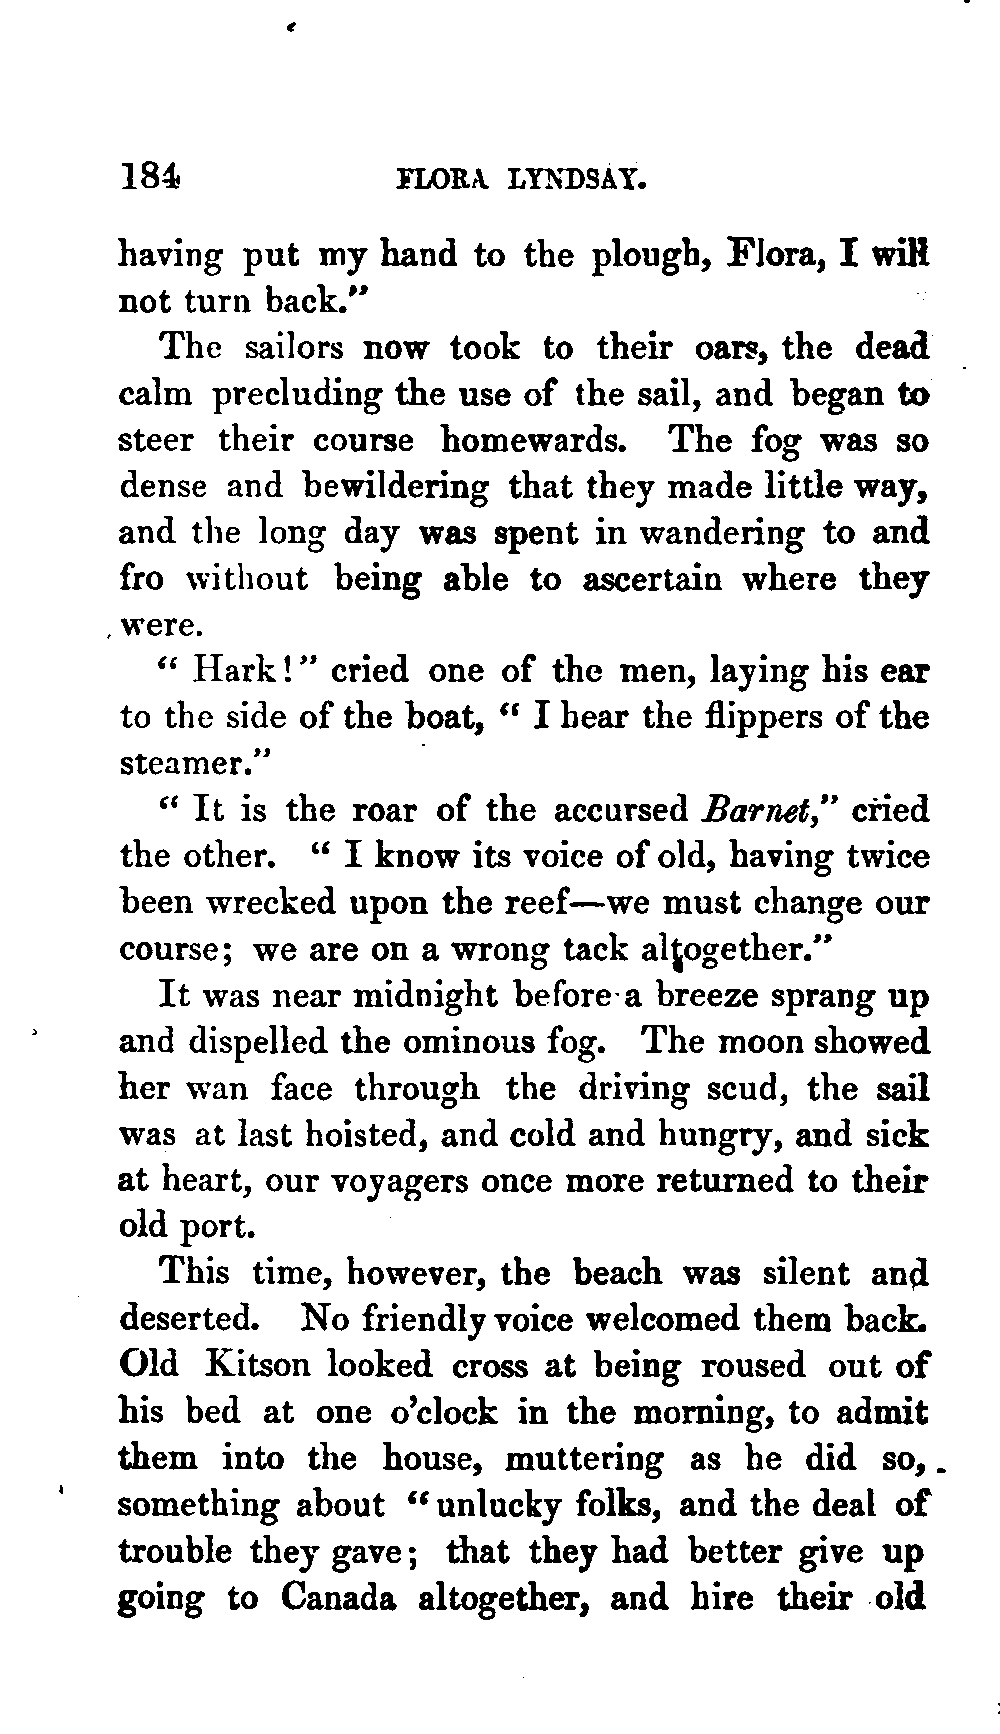 184 FLORA LYNDSAY.
having put my hand to the plough, Flora, I will
not turn back."
The sailors now took to their oars, the dead
calm precluding the use of the sail, and began to
steer their course homewards. The fog was so
dense and bewildering that they made little way,
and the long day was spent in wandering to and
fro without being able to ascertain where they
were.
" Hark!" cried one of the men, laying his ear
to the side of the boat, " I hear the flippers of the
steamer."
" It is the roar of the accursed Barnet," cried
the other. " I know its voice of old, having twice
been wrecked upon the reef—we must change our
course; we are on a wrong tack altogether."
It was near midnight before a breeze sprang up
and dispelled the ominous fog. The moon showed
her wan face through the driving scud, the sail
was at last hoisted, and cold and hungry, and sick
at heart, our voyagers once more returned to their
old port.
This time, however, the beach was silent and
deserted. No friendly voice welcomed them back.
Old Kitson looked cross at being roused out of
his bed at one o'clock in the morning, to admit
them into the house, muttering as he did so,
something about "unlucky folks, and the deal of
trouble they gave; that they had better give up
going to Canada altogether, and hire their old